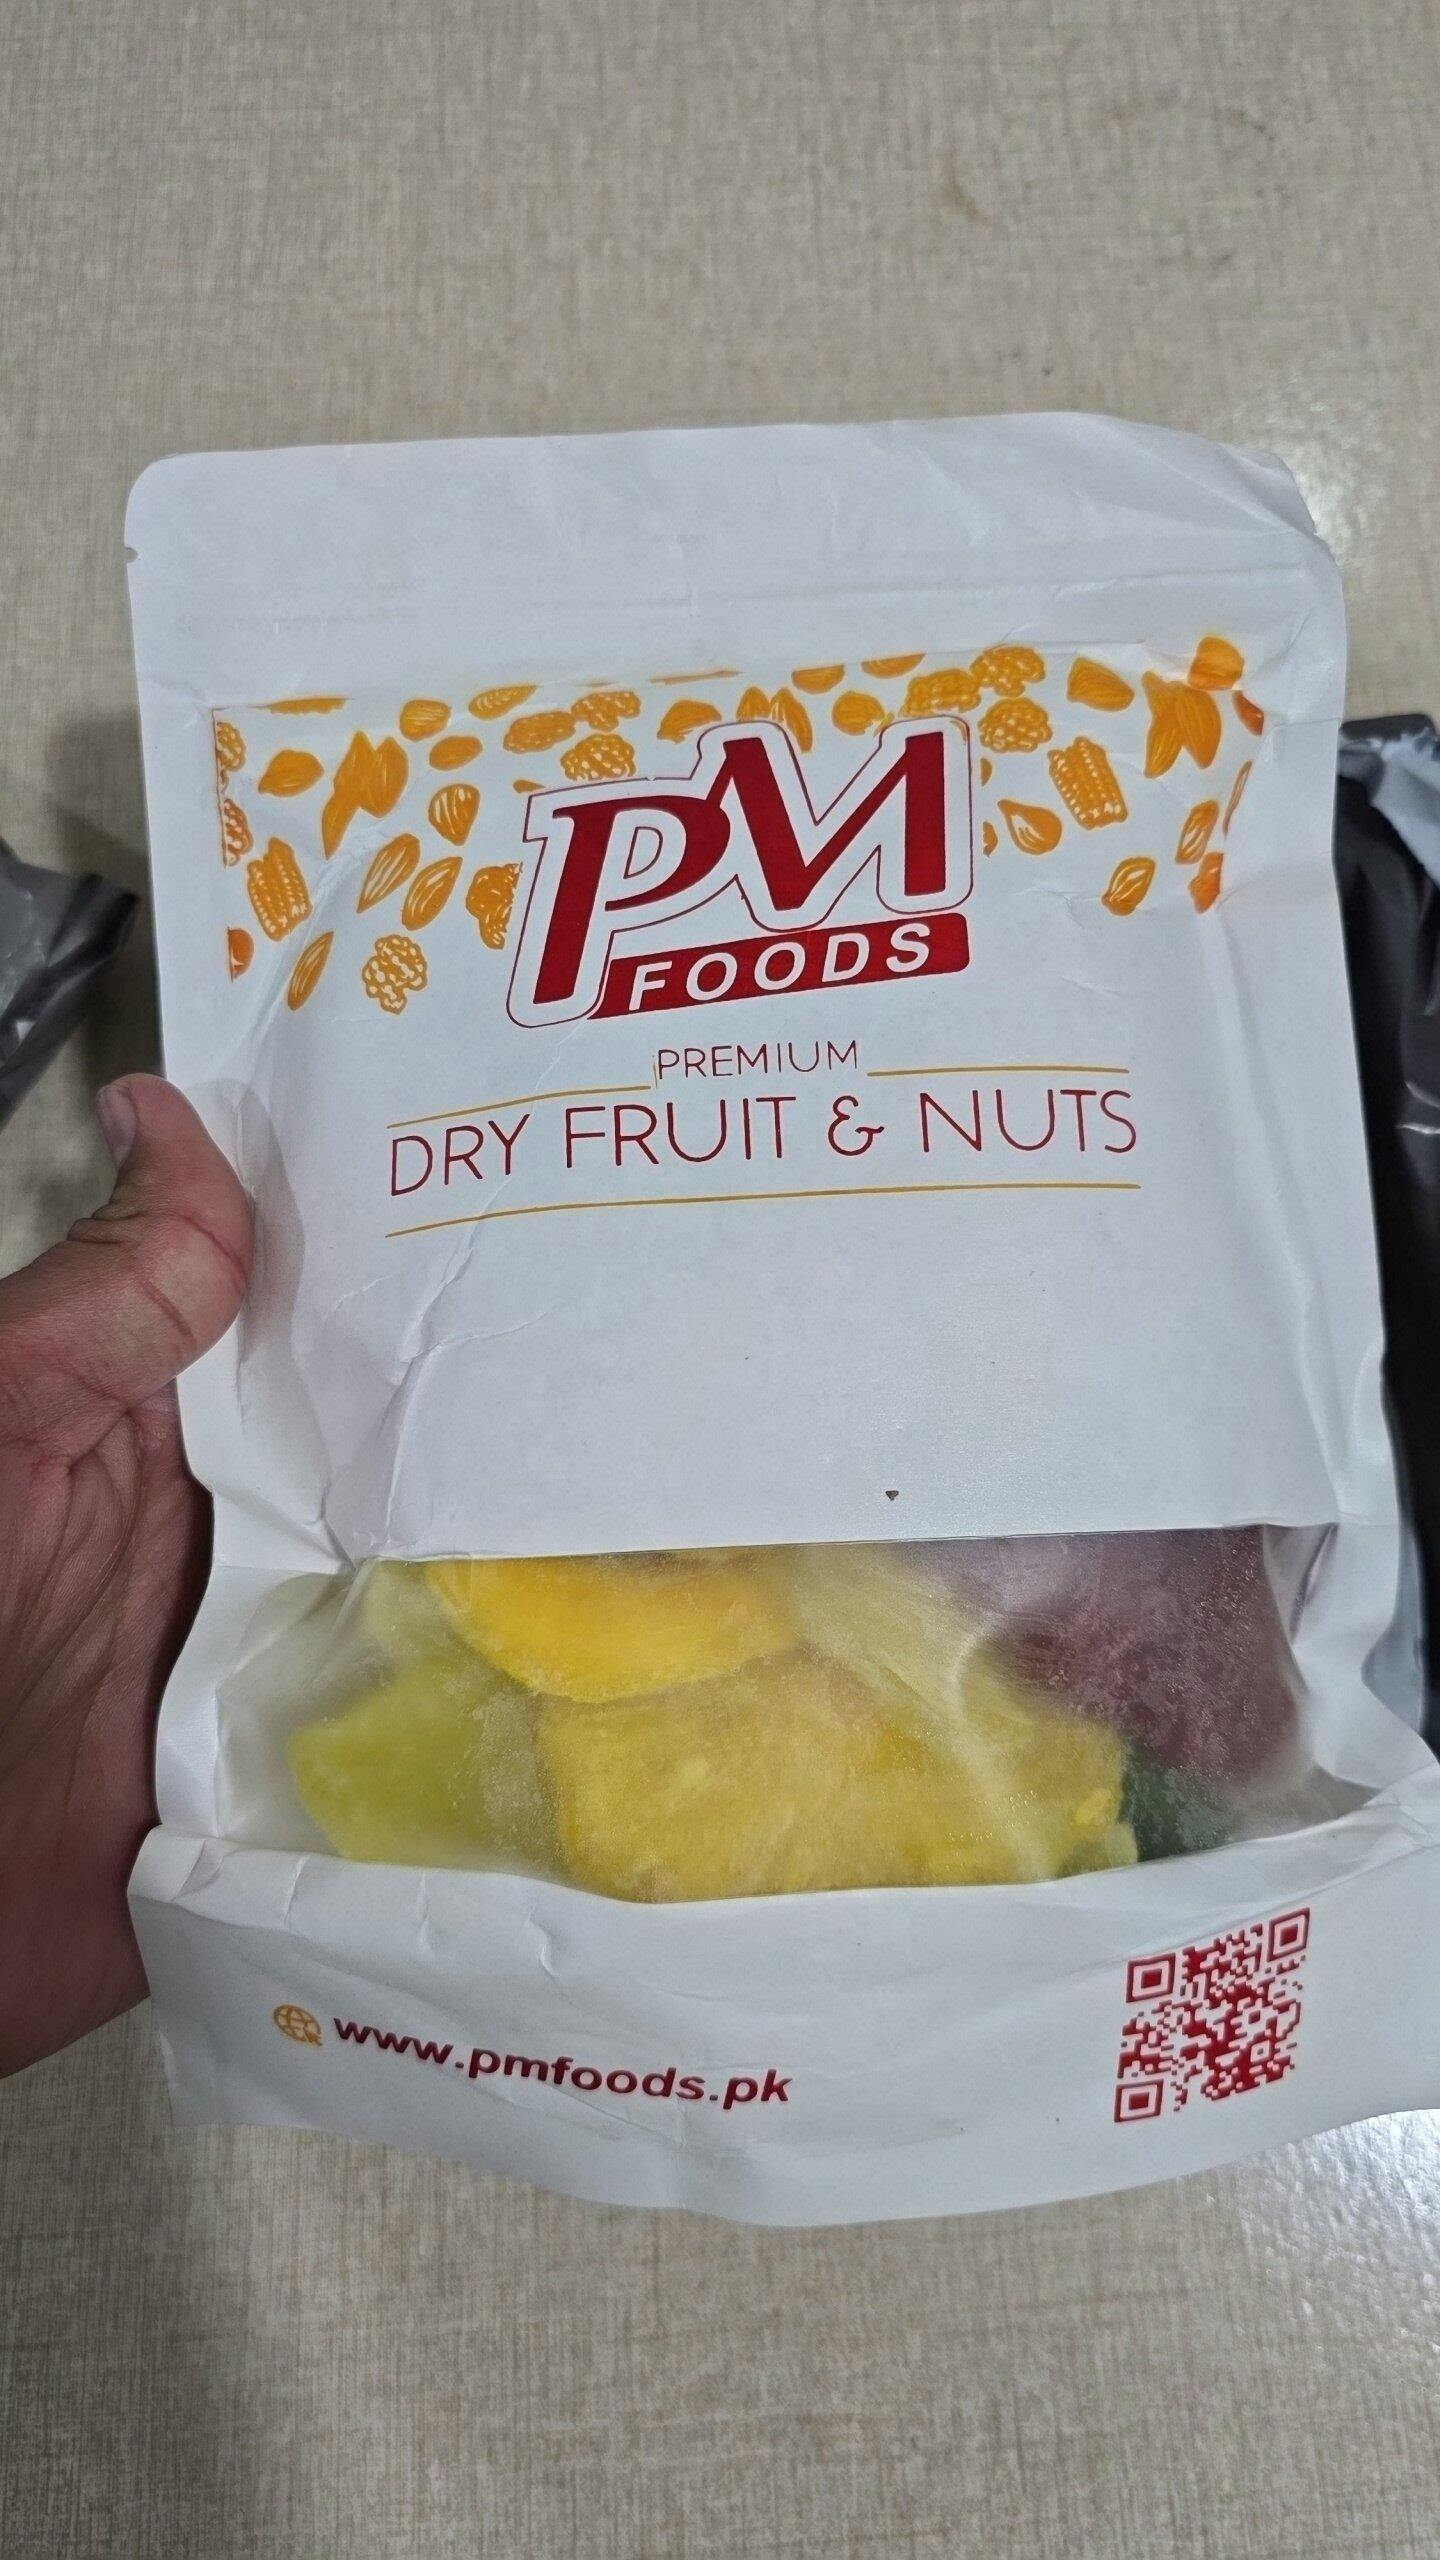 PM
FOODS
PREMIUM
DRY FRUIT & NUTS
www.pmfoods.pk